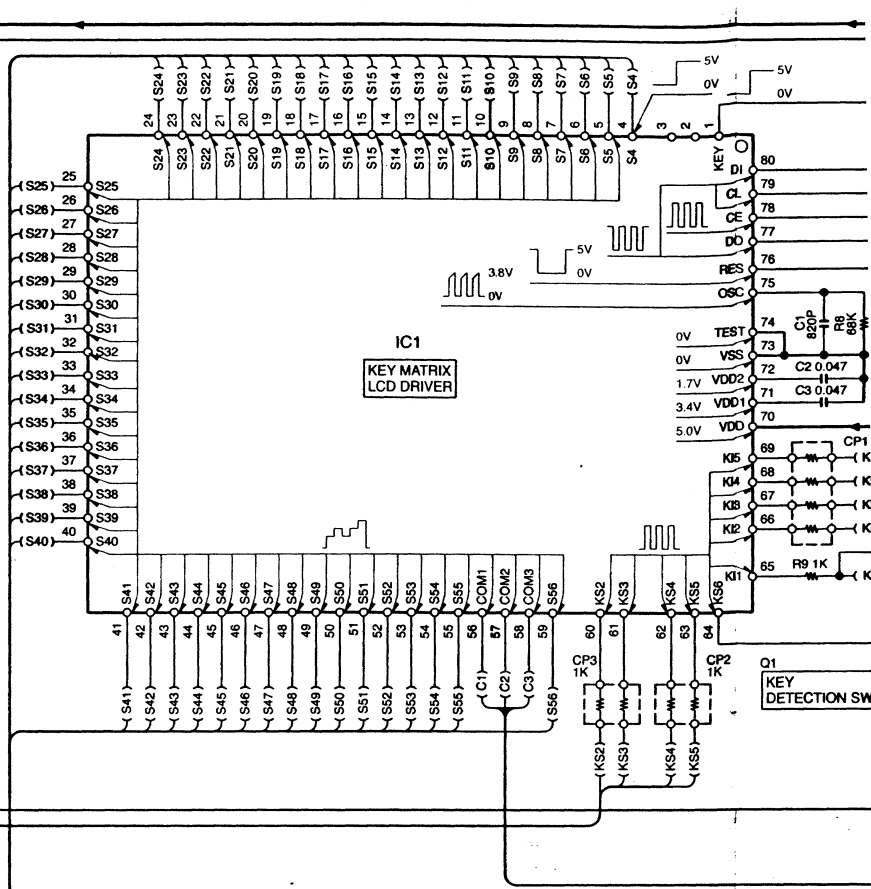 S24 S23 S22 S21 S20 S19 S18 S17 S16 S15 S14 S13 S12 S11 S10 S9 S8 S7 S6 S5 S4
5V
0V
5V
0V
24 23 22 21 20 19 18 17 16 15 14 13 12 11 10 9 8 7 6 5 4 3 2 1
S24 S23 S22 S21 S20 S19 S18 S17 S16 S15 S14 S13 S12 S11 S10 S9 S8 S7 S6 S5 S4 KEY
DI 80
CL 79
CE 78
DO 77
RES 76
OSC 75
TEST 74
VSS 73
VDD2 72
VDD1 71
VDD 70
KI5 69
KI4 68
KI3 67
KI2 66
KI1 65
5V
0V
3.8V
0V
0V
0V
1.7V
3.4V
5.0V
C1
820P
R8
68K
C2 0.047
C3 0.047
CP1
K
K
K
K
R9 1K
K
S25 25 S25
S26 26 S26
S27 27 S27
S28 28 S28
S29 29 S29
S30 30 S30
S31 31 S31
S32 32 S32
S33 33 S33
S34 34 S34
S35 35 S35
S36 36 S36
S37 37 S37
S38 38 S38
S39 39 S39
S40 40 S40
IC1
KEY MATRIX
LCD DRIVER
S41 S42 S43 S44 S45 S46 S47 S48 S49 S50 S51 S52 S53 S54 S55 COM1 COM2 COM3 S56 KS2 KS3 KS4 KS5 KS6
41 42 43 44 45 46 47 48 49 50 51 52 53 54 55 56 57 58 59 60 61 62 63 64
S41 S42 S43 S44 S45 S46 S47 S48 S49 S50 S51 S52 S53 S54 S55 C1 C2 C3 S56
CP3
1K
CP2
1K
KS2 KS3 KS4 KS5
Q1
KEY
DETECTION SW